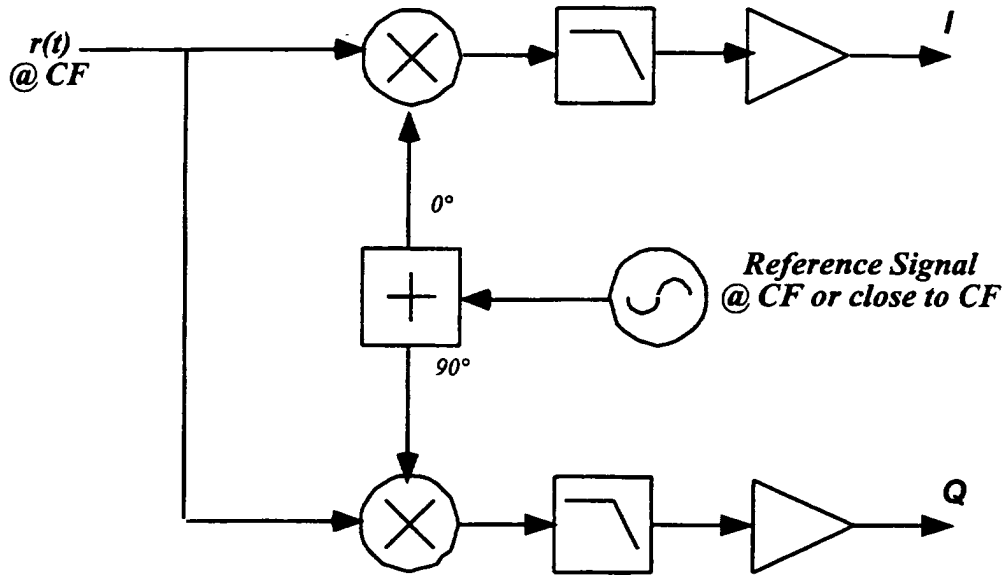 r(t)
@ CF
I
0°
Reference Signal
@ CF or close to CF
90°
Q